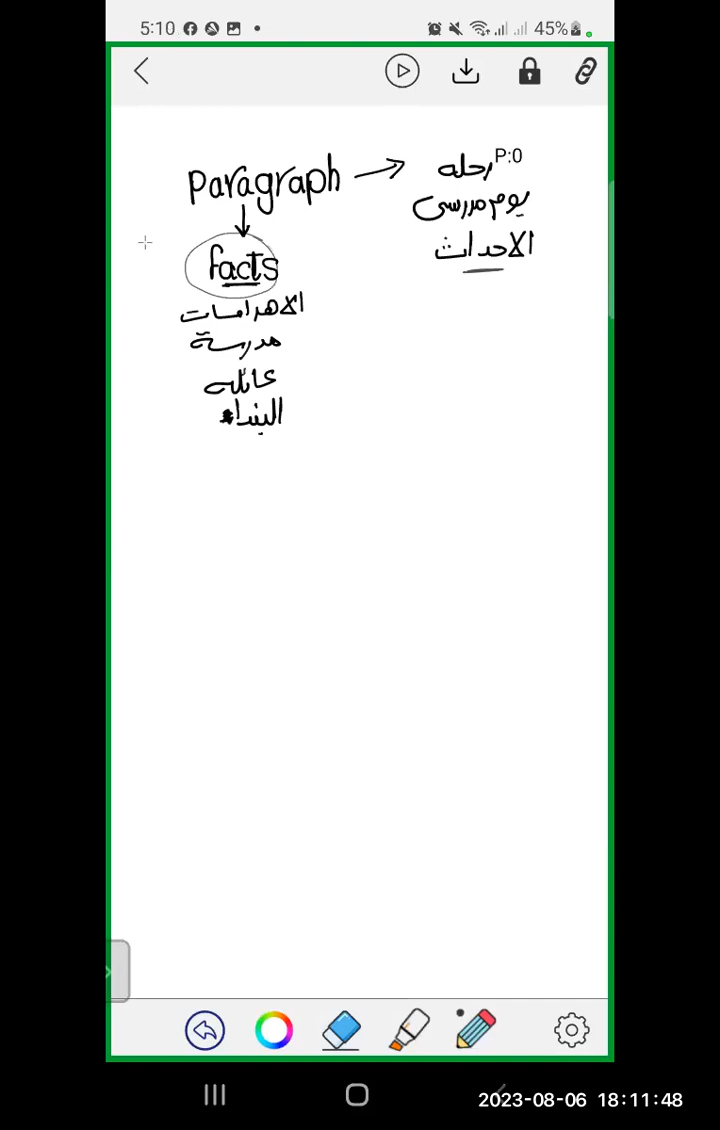 5:10
45%
Paragraph → رحله P:0
يوم مدرسى
الاحداث
facts
الاهرامات
مدرسة
عائله
2023-08-06 18:11:48